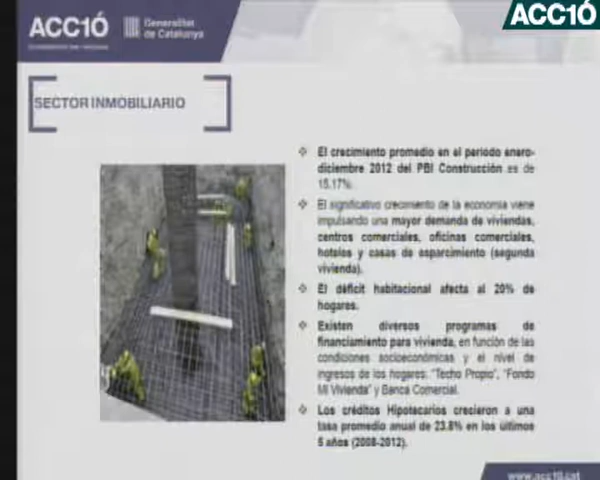 ACC1Ó
Generalitat
de Catalunya
ACC1Ó
SECTOR INMOBILIARIO
❖ El crecimiento promedio en el periodo enero-
diciembre 2012 del PBI Construcción es de
15.17%.
❖ El significativo crecimiento de la economía viene
impulsando una mayor demanda de viviendas,
centros comerciales, oficinas comerciales,
hoteles y casas de esparcimiento (segunda
vivienda).
❖ El déficit habitacional afecta al 20% de
hogares.
❖ Existen diversos programas de
financiamiento para vivienda, en función de las
condiciones socioeconómicas y el nivel de
ingresos de los hogares: "Techo Propio", "Fondo
Mi Vivienda" y Banca Comercial.
❖ Los créditos Hipotecarios crecieron a una
tasa promedio anual de 23.8% en los últimos
5 años (2008-2012).
www.acc10.cat